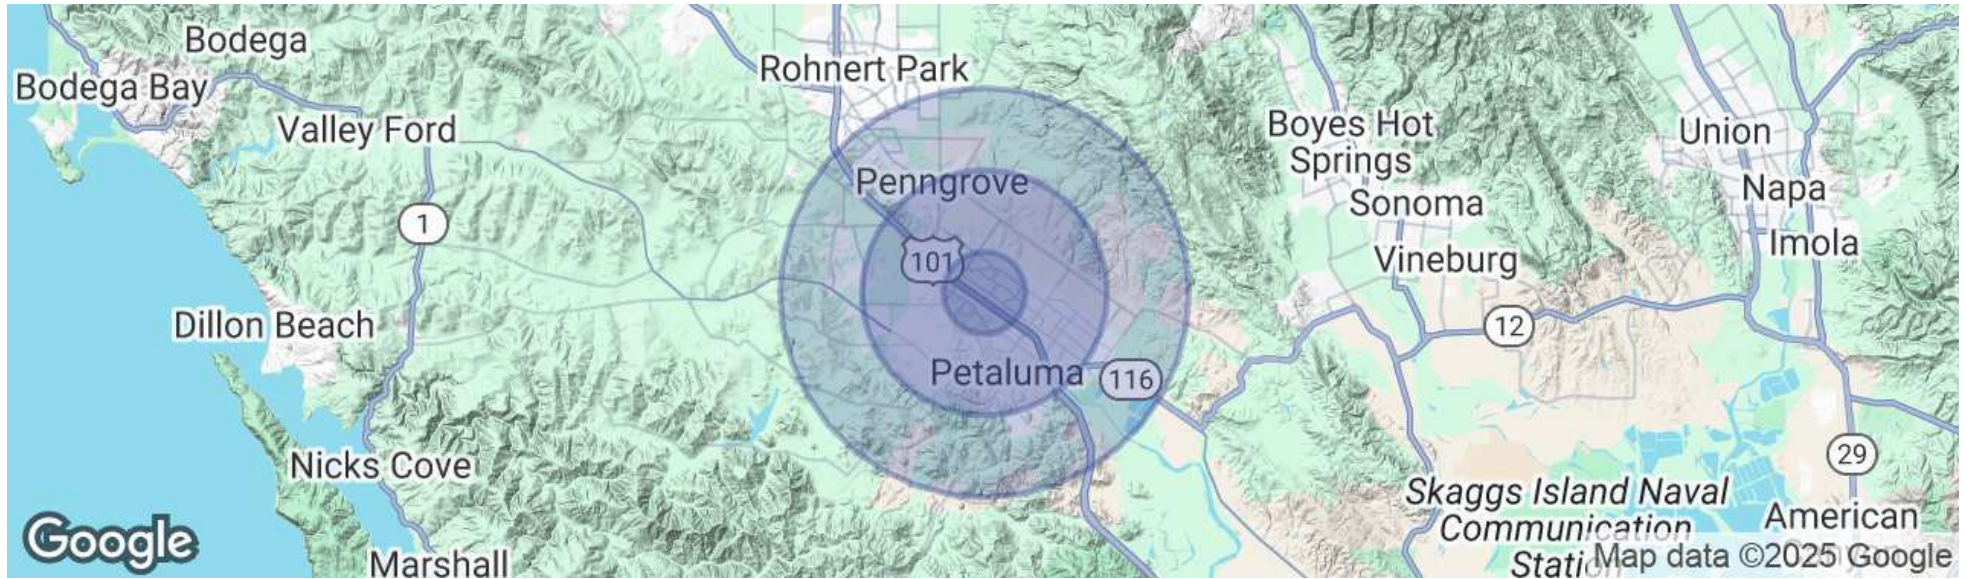 Bodega
Bodega Bay
Rohnert Park
Valley Ford
Boyes Hot
Springs
Union
Penngrove
Napa
Sonoma
1
101
Imola
Vineburg
Dillon Beach
12
Petaluma
116
Nicks Cove
29
Skaggs Island Naval
Communication
Station
American
Google
Marshall
Map data ©2025 Google